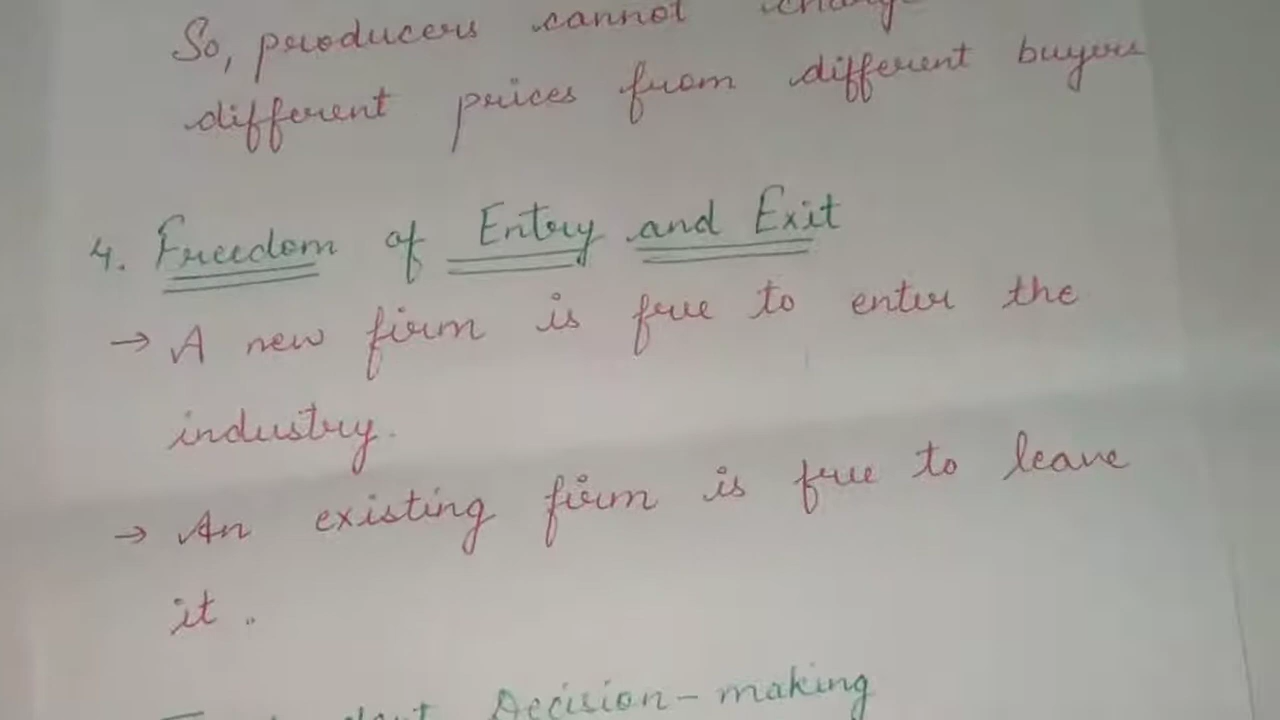 So, producers cannot charge
different prices from different buyers
4. Freedom of Entry and Exit
→ A new firm is free to enter the
industry.
→ An existing firm is free to leave
it.
Decision-making